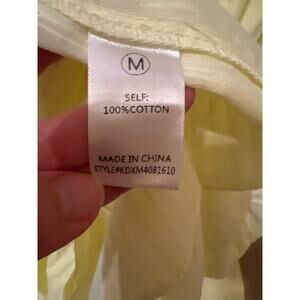 M
SELF:
100%COTTON
MADE IN CHINA
STYLE#KDXM4081610